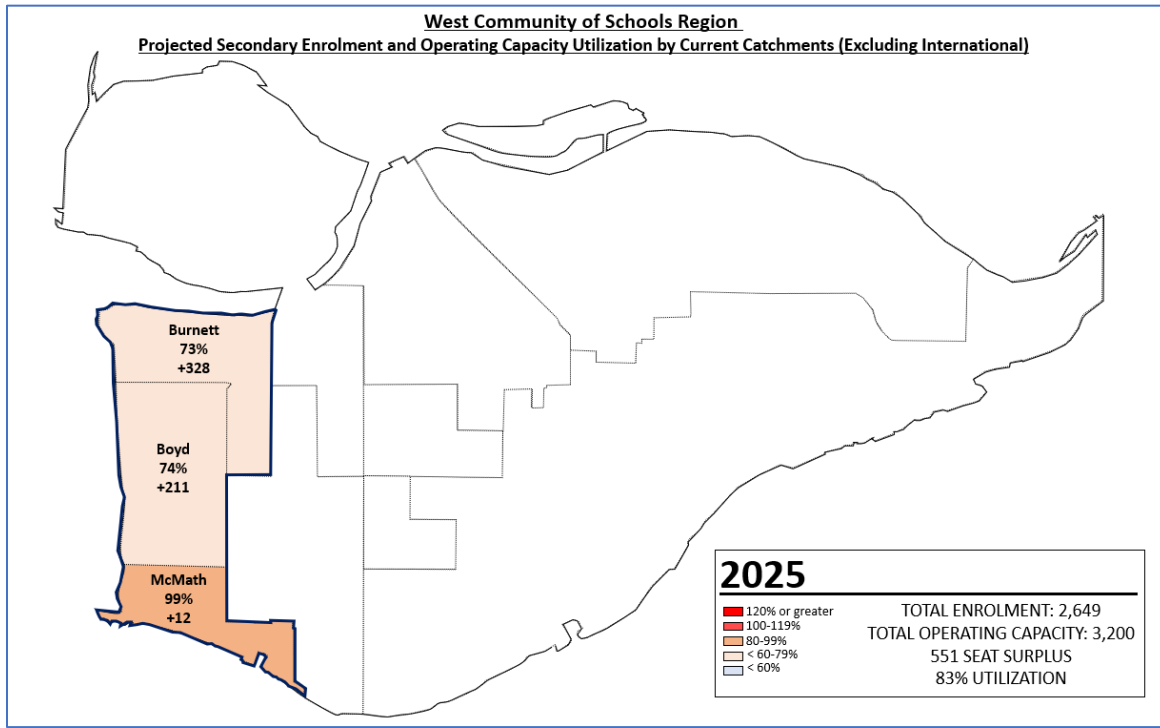 West Community of Schools Region
Projected Secondary Enrolment and Operating Capacity Utilization by Current Catchments (Excluding International)
Burnett
73%
+328
Boyd
74%
+211
McMath
99%
+12
2025
120% or greater
100-119%
80-99%
< 60-79%
< 60%
TOTAL ENROLMENT: 2,649
TOTAL OPERATING CAPACITY: 3,200
551 SEAT SURPLUS
83% UTILIZATION